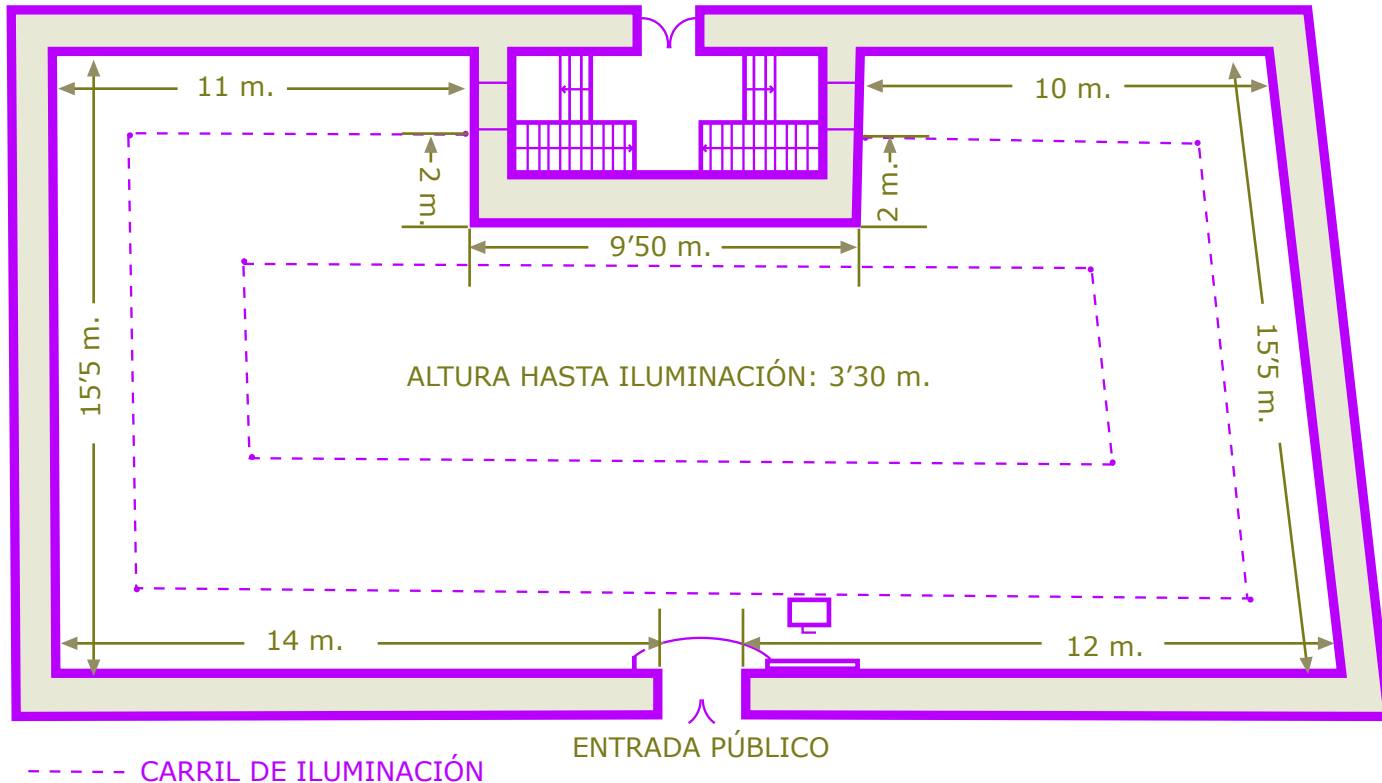 11 m.
10 m.
2 m.
2 m.
9’50 m.
15’5 m.
15’5 m.
ALTURA HASTA ILUMINACIÓN: 3’30 m.
14 m.
12 m.
ENTRADA PÚBLICO
CARRIL DE ILUMINACIÓN